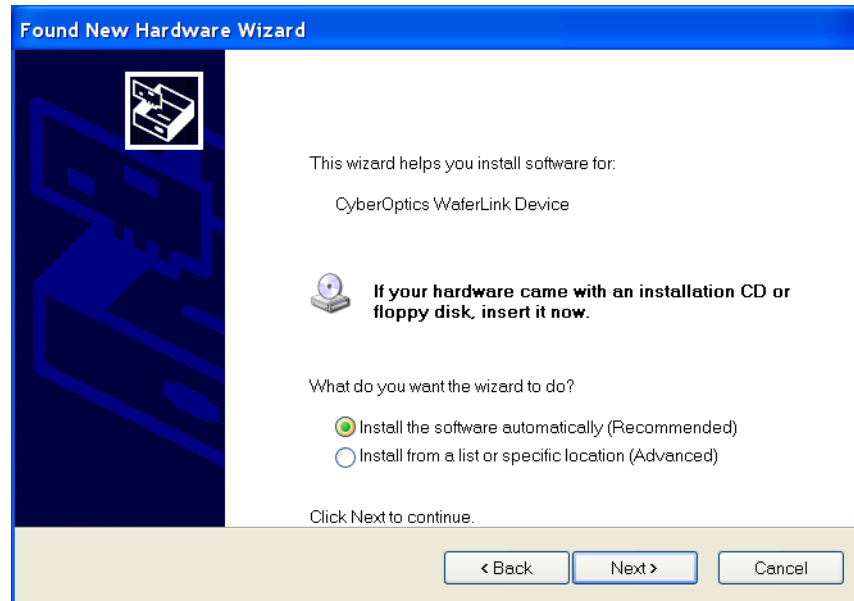 Found New Hardware Wizard
This wizard helps you install software for:
CyberOptics WaferLink Device
If your hardware came with an installation CD or
floppy disk, insert it now.
What do you want the wizard to do?
Install the software automatically (Recommended)
Install from a list or specific location (Advanced)
Click Next to continue.
< Back Next > Cancel